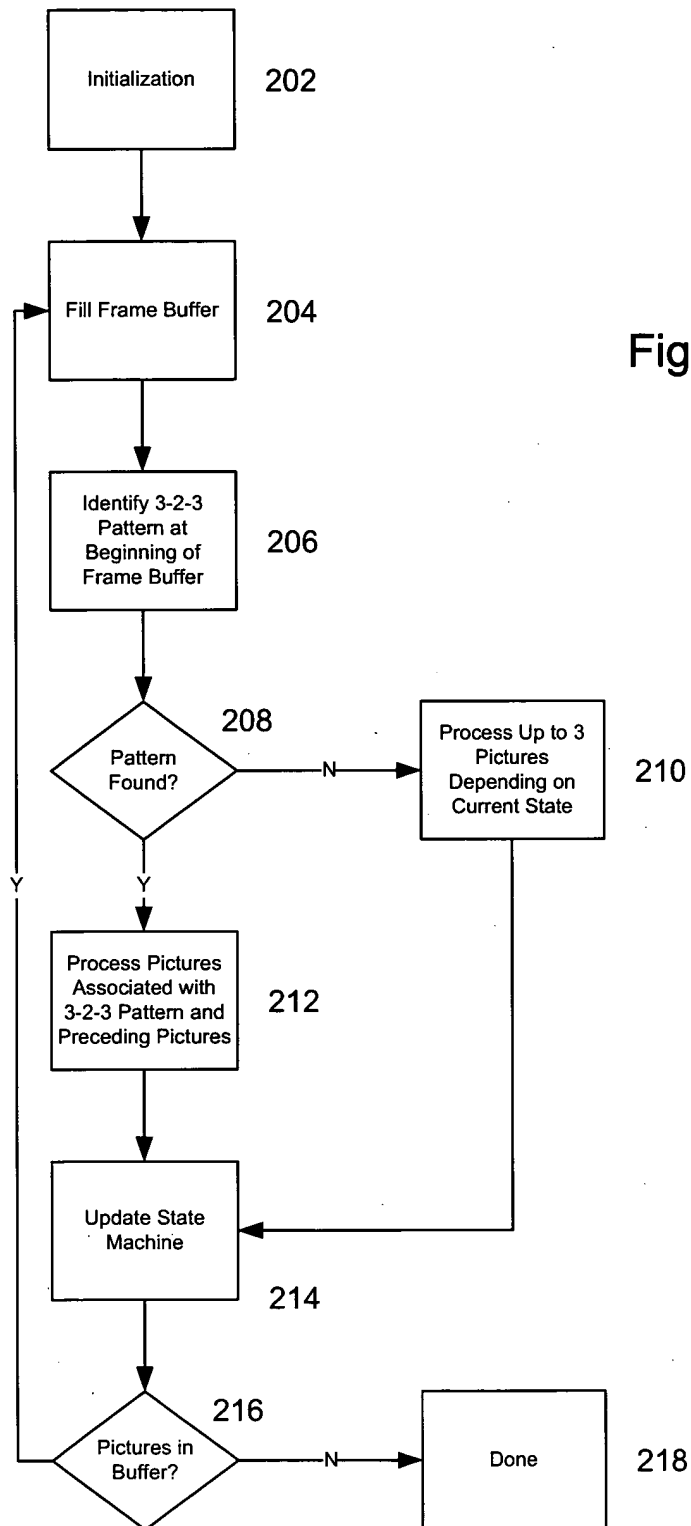 Initialization
202
Fill Frame Buffer
204
Fig
Identify 3-2-3
Pattern at
Beginning of
Frame Buffer
206
208
Pattern
Found?
N
Process Up to 3
Pictures
Depending on
Current State
210
Y
Y
Process Pictures
Associated with
3-2-3 Pattern and
Preceding Pictures
212
Update State
Machine
214
216
Pictures in
Buffer?
N
Done
218